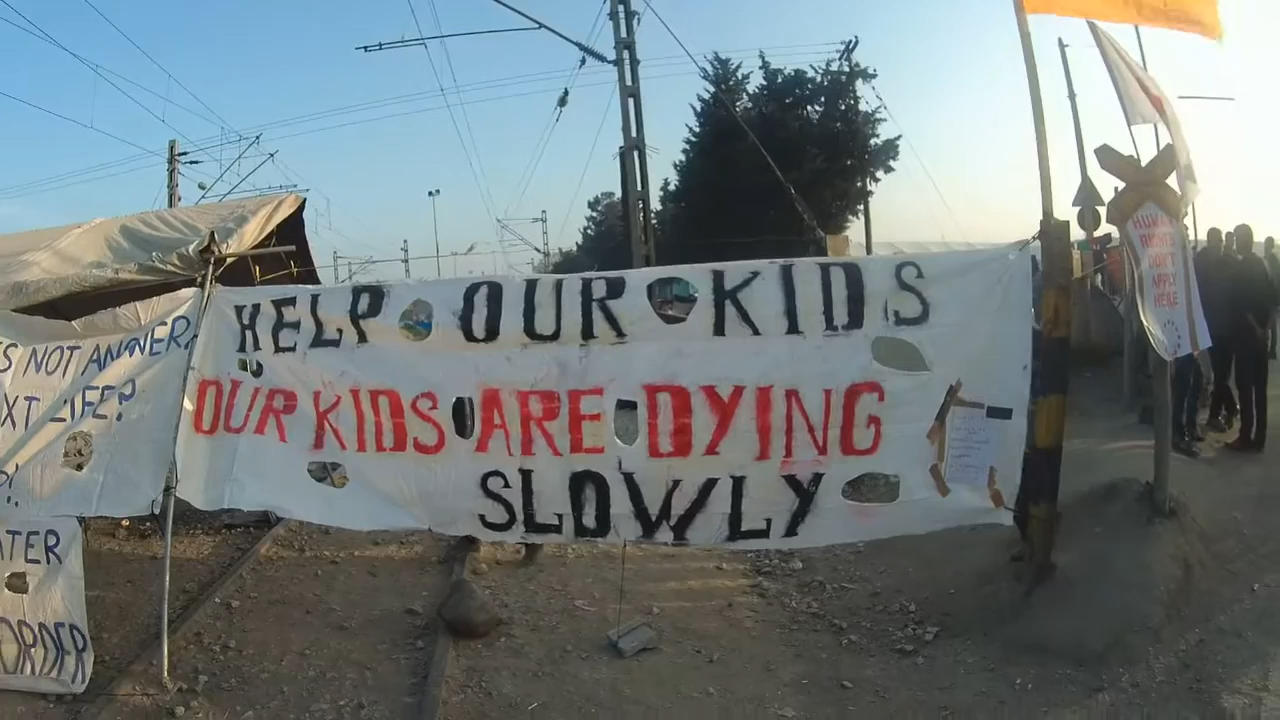 HELP OUR KIDS
OUR KIDS ARE DYING
SLOWLY
S NOT ANSWER
XT LIFE?
?!
ATER
ORDER
HUMAN
RIGHTS
DON'T
APPLY
HERE